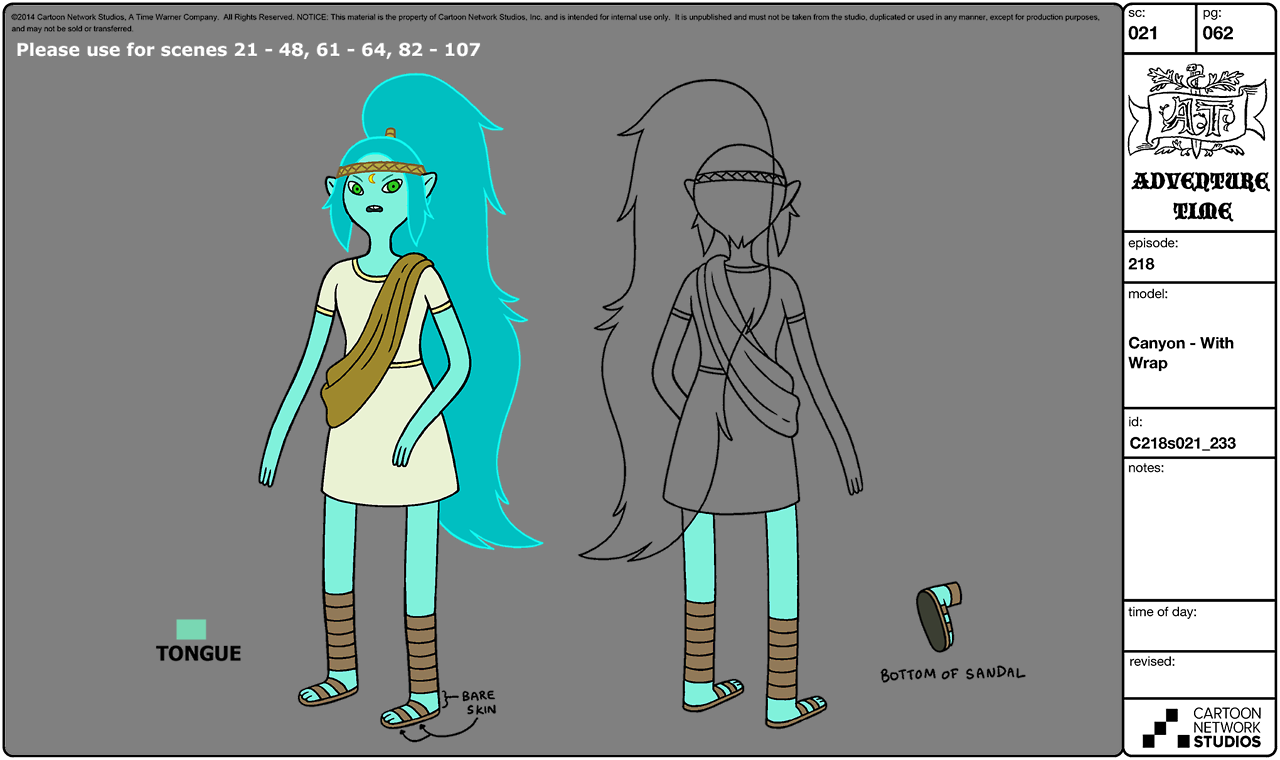 ©2014 Cartoon Network Studios, A Time Warner Company. All Rights Reserved. NOTICE: This material is the property of Cartoon Network Studios, Inc. and is intended for internal use only. It is unpublished and must not be taken from the studio, duplicated or used in any manner, except for production purposes,
and may not be sold or transferred.
Please use for scenes 21 - 48, 61 - 64, 82 - 107
TONGUE
BARE
SKIN
BOTTOM OF SANDAL
sc:
021
pg:
062
AT
ADVENTURE
TIME
episode:
218
model:
Canyon - With
Wrap
id:
C218s021_233
notes:
time of day:
revised:
CARTOON
NETWORK
STUDIOS